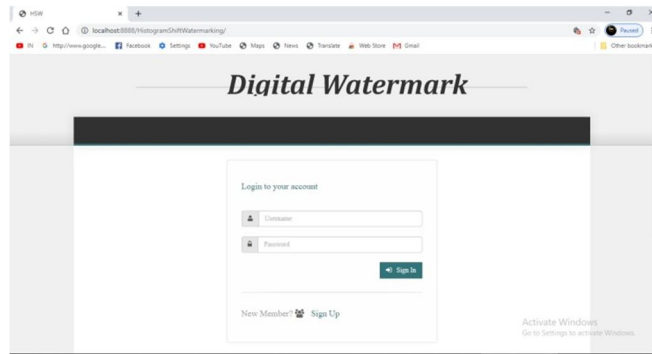 HSW
localhost:8888/HistogramShiftWatermarking/
Paused
IN http://www.google... Facebook Settings YouTube Maps News Translate Web Store Gmail Other bookmark
Digital Watermark
Login to your account
Username
Password
Sign In
New Member? Sign Up
Activate Windows
Go to Settings to activate Windows.